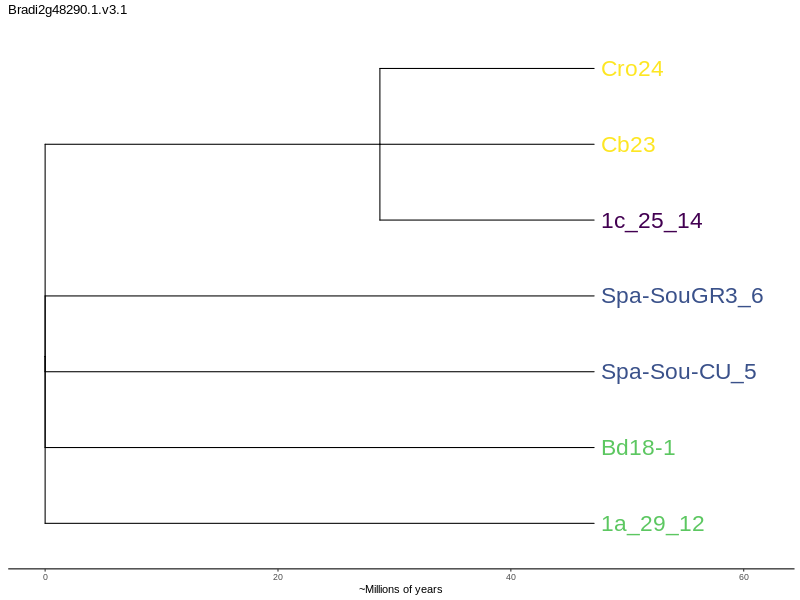 Bradi2g48290.1.v3.1
Cro24
Cb23
1c_25_14
Spa-SouGR3_6
Spa-Sou-CU_5
Bd18-1
1a_29_12
0 20 40 60
~Millions of years